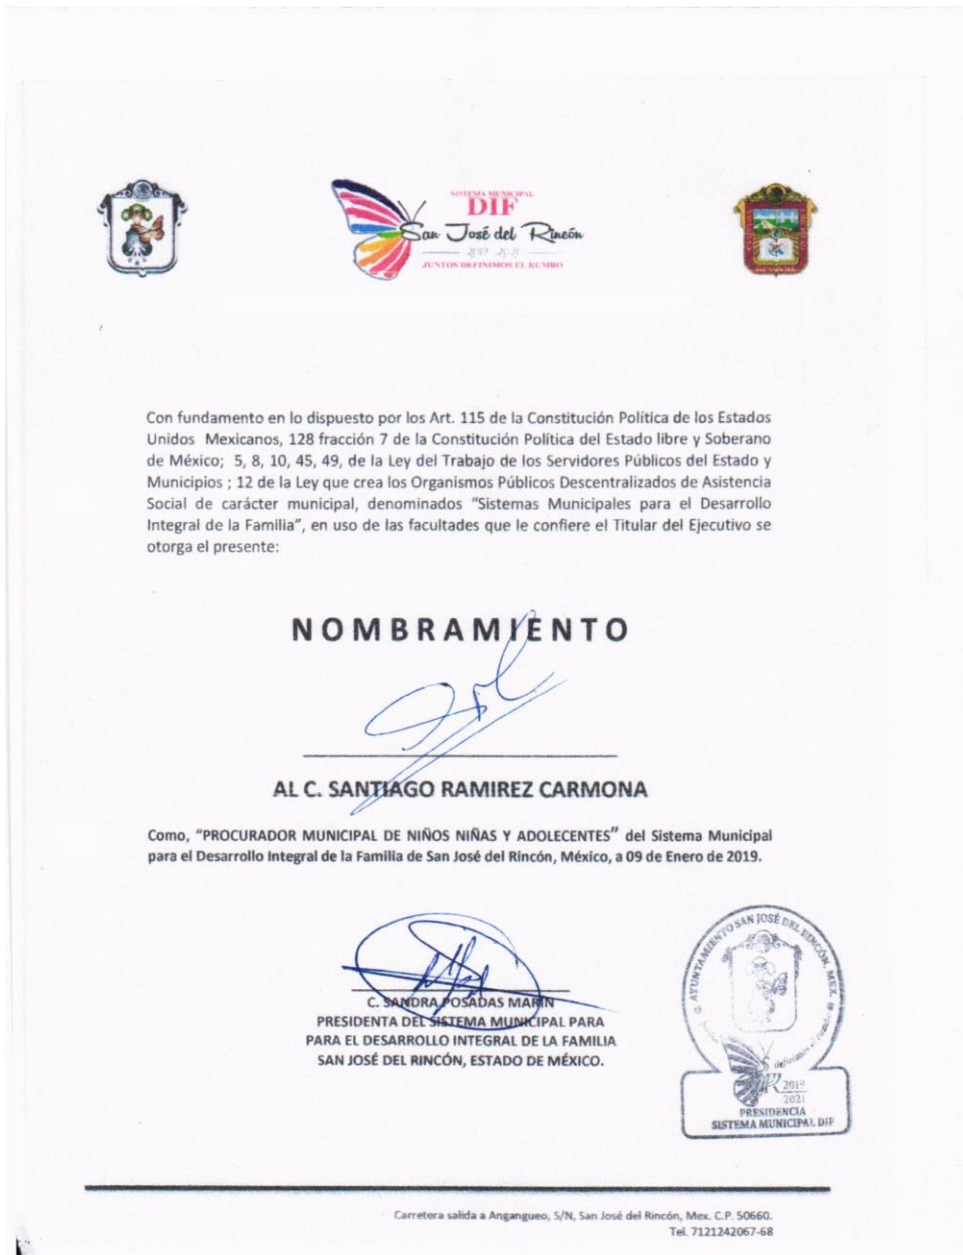 SISTEMA MUNICIPAL
DIF
San José del Rincón
2019 2021
JUNTOS DEFINIMOS EL RUMBO
Con fundamento en lo dispuesto por los Art. 115 de la Constitución Política de los Estados
Unidos Mexicanos, 128 fracción 7 de la Constitución Política del Estado libre y Soberano
de México; 5, 8, 10, 45, 49, de la Ley del Trabajo de los Servidores Públicos del Estado y
Municipios ; 12 de la Ley que crea los Organismos Públicos Descentralizados de Asistencia
Social de carácter municipal, denominados "Sistemas Municipales para el Desarrollo
Integral de la Familia", en uso de las facultades que le confiere el Titular del Ejecutivo se
otorga el presente:
NOMBRAMIENTO
AL C. SANTIAGO RAMIREZ CARMONA
Como, "PROCURADOR MUNICIPAL DE NIÑOS NIÑAS Y ADOLECENTES" del Sistema Municipal
para el Desarrollo Integral de la Familia de San José del Rincón, México, a 09 de Enero de 2019.
C. SANDRA POSADAS MARIN
PRESIDENTA DEL SISTEMA MUNICIPAL PARA
PARA EL DESARROLLO INTEGRAL DE LA FAMILIA
SAN JOSÉ DEL RINCÓN, ESTADO DE MÉXICO.
AYUNTAMIENTO SAN JOSÉ DEL RINCÓN, MEX.
definimos el rumbo
2019
2021
PRESIDENCIA
SISTEMA MUNICIPAL DIF
Carretera salida a Angangueo, S/N, San José del Rincón, Mex. C.P. 50660.
Tel. 7121242067-68